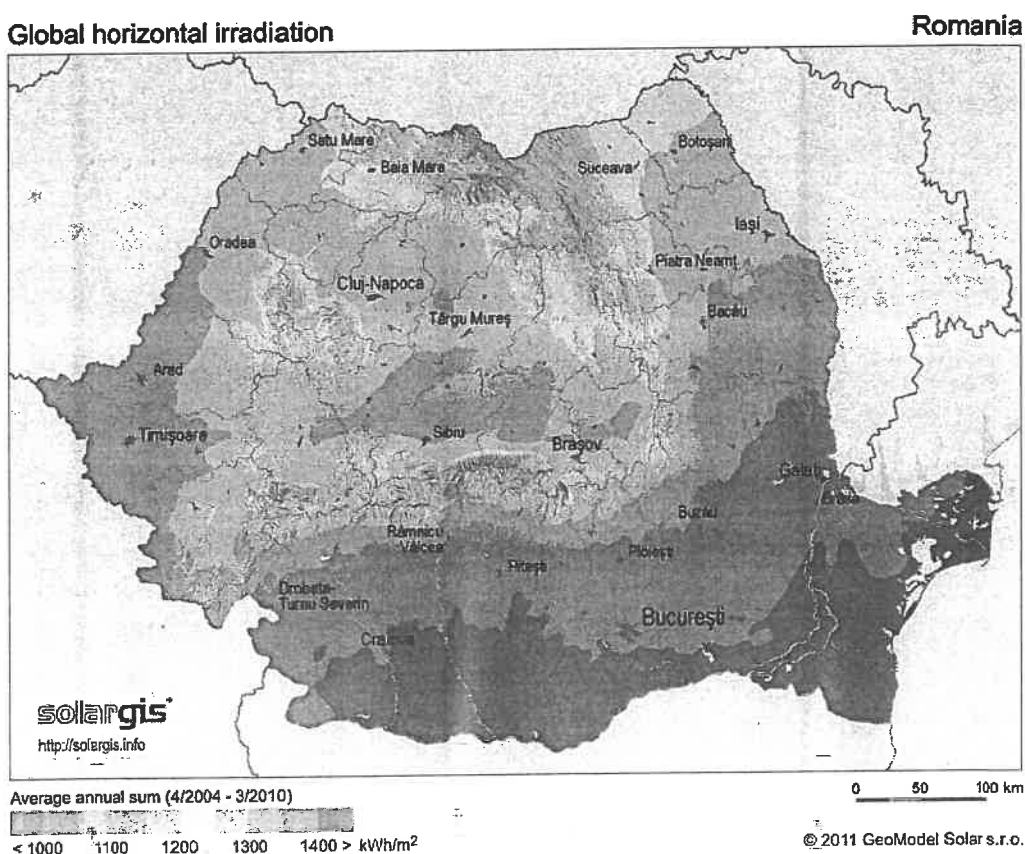 Global horizontal irradiation
Romania
Satu Mare
Baia Mare
Suceava
Botoşani
Iaşi
Oradea
Cluj-Napoca
Piatra Neamţ
Târgu Mureş
Bacău
Arad
Timişoara
Sibiu
Braşov
Galaţi
Brăila
Buzău
Râmnicu
Vâlcea
Piteşti
Ploieşti
Drobeta-
Turnu Severin
Craiova
Bucureşti
solargis
http://solargis.info
Average annual sum (4/2004 - 3/2010)
< 1000 1100 1200 1300 1400 > kWh/m²
0 50 100 km
© 2011 GeoModel Solar s.r.o.